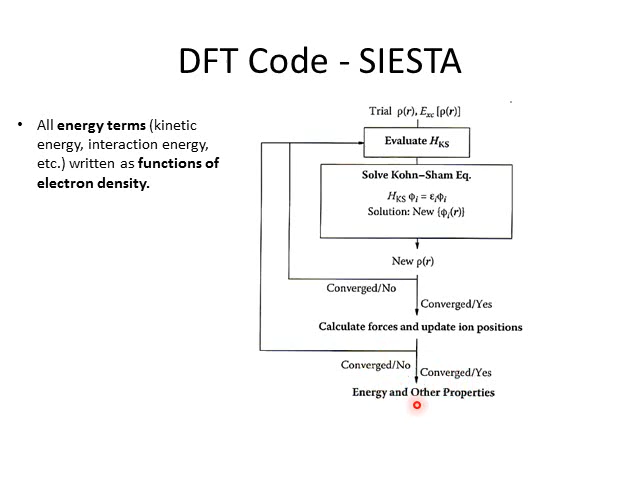 DFT Code - SIESTA
• All energy terms (kinetic
energy, interaction energy,
etc.) written as functions of
electron density.
Trial ρ(r), Exc [ρ(r)]
Evaluate HKS
Solve Kohn–Sham Eq.
HKS Φi = εiΦi
Solution: New {ϕi(r)}
New ρ(r)
Converged/No
Converged/Yes
Calculate forces and update ion positions
Converged/No
Converged/Yes
Energy and Other Properties